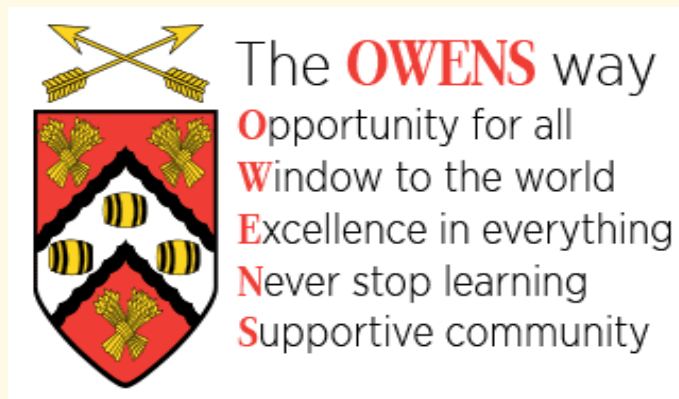 The OWENS way
Opportunity for all
Window to the world
Excellence in everything
Never stop learning
Supportive community